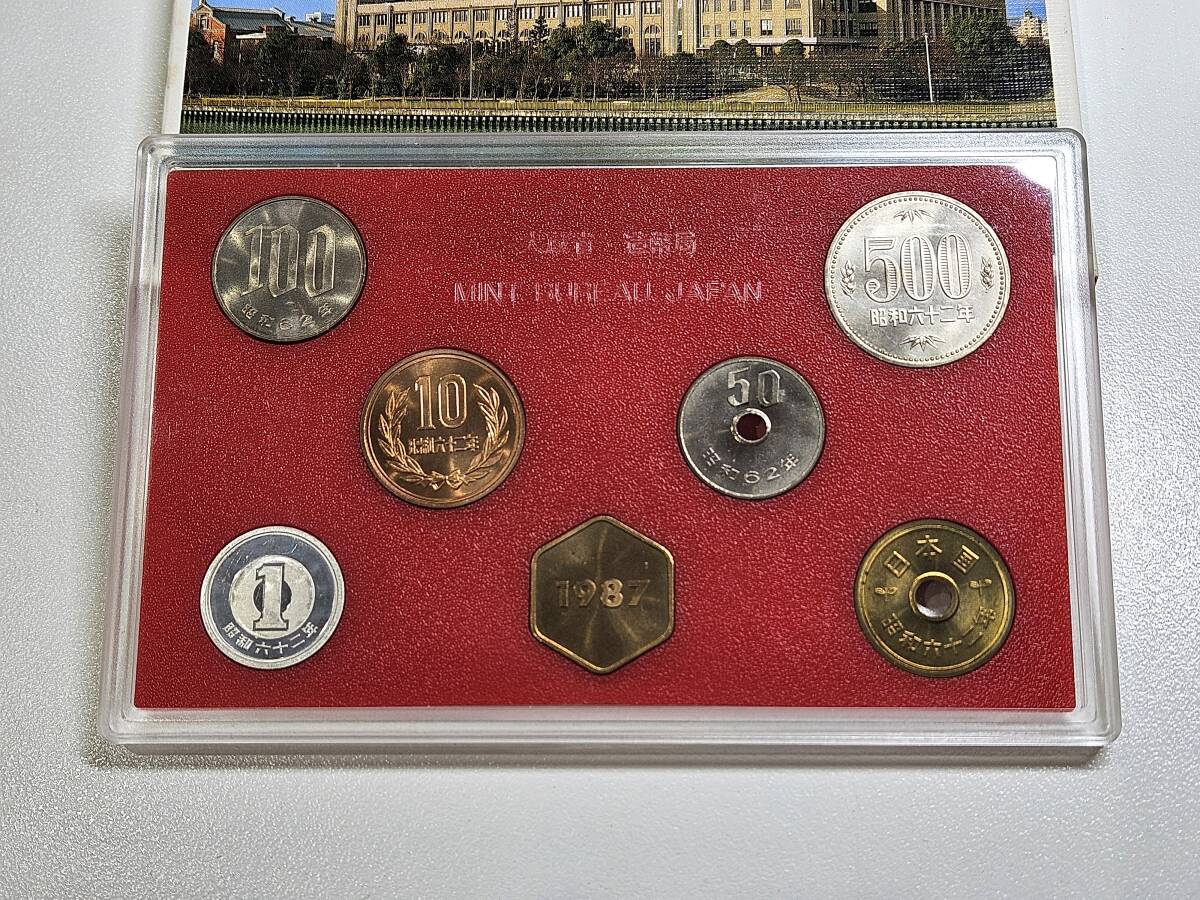 大蔵省 造幣局
MINT BUREAU JAPAN
100
昭和62年
500
昭和六十二年
10
昭和六十二年
50
昭和62年
1
昭和六十二年
1987
日本国
昭和六十二年